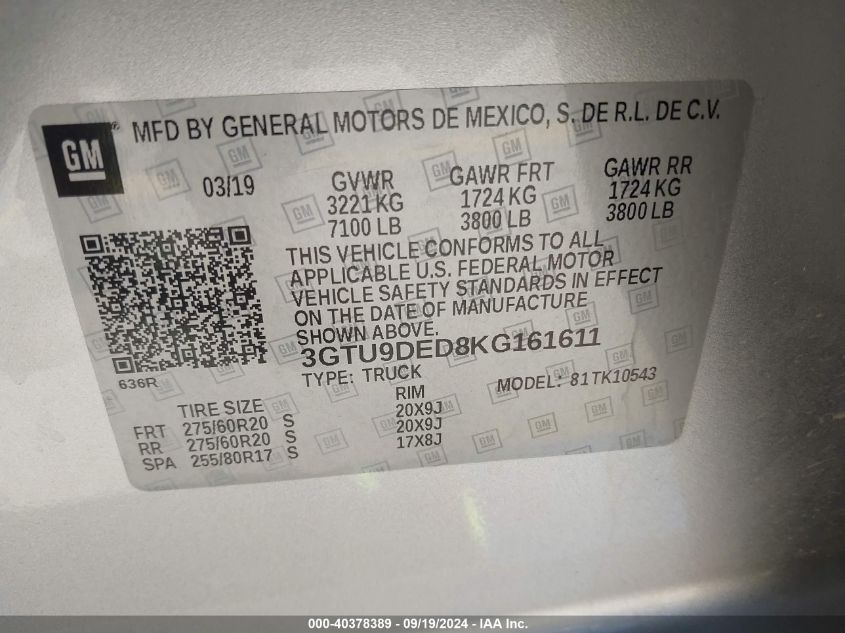 GM
® MFD BY GENERAL MOTORS DE MEXICO, S. DE R.L. DE C.V.
03/19
GVWR GAWR FRT GAWR RR
3221 KG 1724 KG 1724 KG
7100 LB 3800 LB 3800 LB
THIS VEHICLE CONFORMS TO ALL
APPLICABLE U.S. FEDERAL MOTOR
VEHICLE SAFETY STANDARDS IN EFFECT
ON THE DATE OF MANUFACTURE
SHOWN ABOVE.
3GTU9DED8KG161611
636R
TYPE: TRUCK MODEL: 81TK10543
TIRE SIZE RIM
FRT 275/60R20 S 20X9J
RR 275/60R20 S 20X9J
SPA 255/80R17 S 17X8J
000-40378389 - 09/19/2024 - IAA Inc.